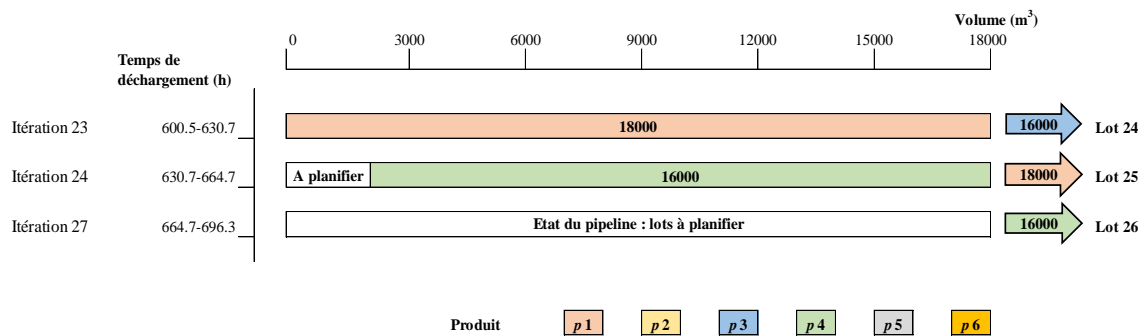 Volume (m³)
0 3000 6000 9000 12000 15000 18000
Temps de
déchargement (h)
Itération 23 600.5-630.7 18000 16000 Lot 24
Itération 24 630.7-664.7 A planifier 16000 18000 Lot 25
Itération 27 664.7-696.3 Etat du pipeline : lots à planifier 16000 Lot 26
Produit p 1 p 2 p 3 p 4 p 5 p 6